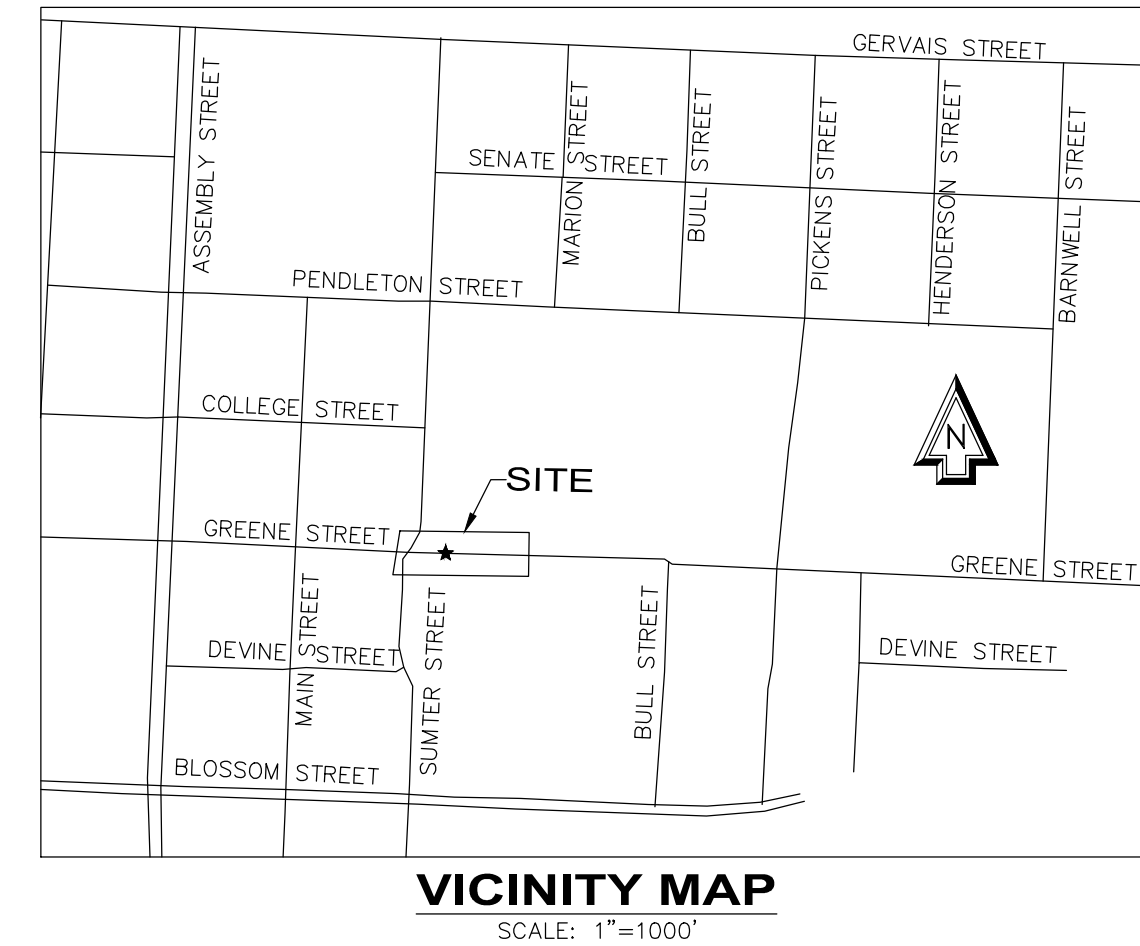 GERVAIS STREET
ASSEMBLY STREET
SENATE STREET
MARION STREET
BULL STREET
PICKENS STREET
HENDERSON STREET
BARNWELL STREET
PENDLETON STREET
COLLEGE STREET
N
SITE
GREENE STREET
GREENE STREET
DEVINE STREET
MAIN STREET
SUMTER STREET
BULL STREET
DEVINE STREET
BLOSSOM STREET
VICINITY MAP
SCALE: 1"=1000'